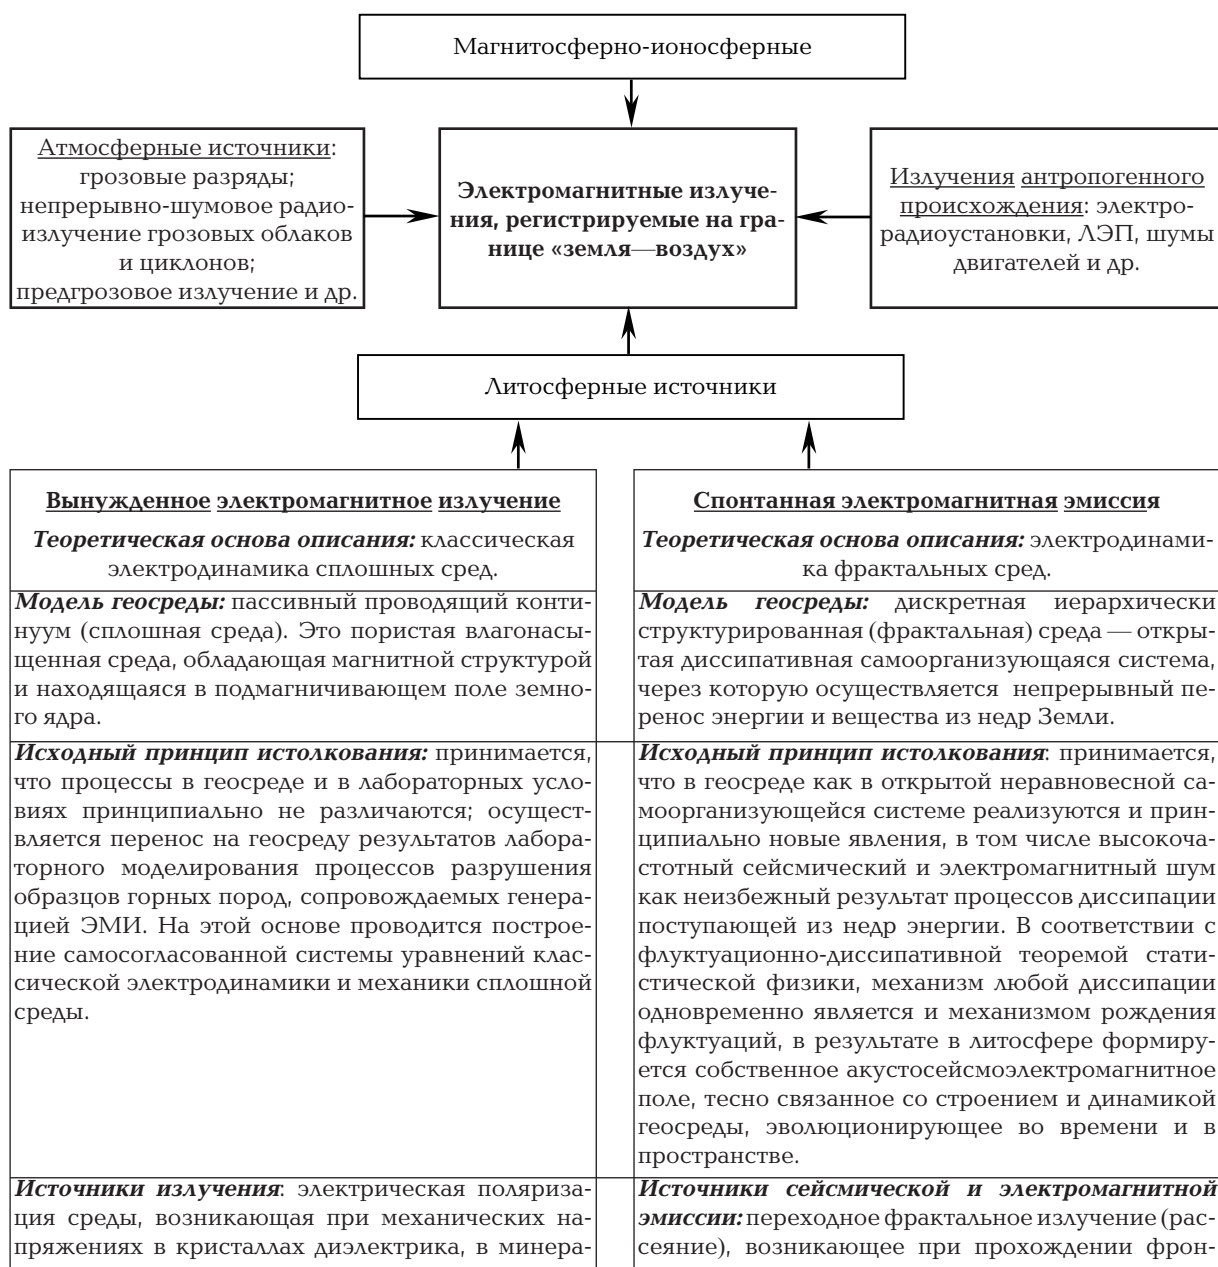 Магнитосферно-ионосферные
Атмосферные источники:
грозовые разряды;
непрерывно-шумовое радио-
излучение грозовых облаков
и циклонов;
предгрозовое излучение и др.
Электромагнитные излуче-
ния, регистрируемые на гра-
нице «земля—воздух»
Излучения антропогенного
происхождения: электро-
радиоустановки, ЛЭП, шумы
двигателей и др.
Литосферные источники
Вынужденное электромагнитное излучение
Теоретическая основа описания: классическая
электродинамика сплошных сред.
Модель геосреды: пассивный проводящий конти-
нуум (сплошная среда). Это пористая влагонасы-
щенная среда, обладающая магнитной структурой
и находящаяся в подмагничивающем поле земно-
го ядра.
Исходный принцип истолкования: принимается,
что процессы в геосреде и в лабораторных усло-
виях принципиально не различаются; осущест-
вляется перенос на геосреду результатов лабора-
торного моделирования процессов разрушения
образцов горных пород, сопровождаемых генера-
цией ЭМИ. На этой основе проводится построе-
ние самосогласованной системы уравнений клас-
сической электродинамики и механики сплошной
среды.
Источники излучения: электрическая поляриза-
ция среды, возникающая при механических на-
пряжениях в кристаллах диэлектрика, в минера-
Спонтанная электромагнитная эмиссия
Теоретическая основа описания: электродинами-
ка фрактальных сред.
Модель геосреды: дискретная иерархически
структурированная (фрактальная) среда — откры-
тая диссипативная самоорганизующаяся система,
через которую осуществляется непрерывный пе-
ренос энергии и вещества из недр Земли.
Исходный принцип истолкования: принимается,
что в геосреде как в открытой неравновесной са-
моорганизующейся системе реализуются и прин-
ципиально новые явления, в том числе высокоча-
стотный сейсмический и электромагнитный шум
как неизбежный результат процессов диссипации
поступающей из недр энергии. В соответствии с
флуктуационно-диссипативной теоремой стати-
стической физики, механизм любой диссипации
одновременно является и механизмом рождения
флуктуаций, в результате в литосфере формиру-
ется собственное акустосейсмоэлектромагнитное
поле, тесно связанное со строением и динамикой
геосреды, эволюционирующее во времени и в
пространстве.
Источники сейсмической и электромагнитной
эмиссии: переходное фрактальное излучение (рас-
сеяние), возникающее при прохождении фрон-